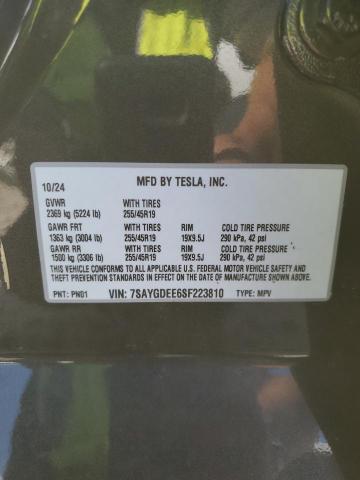 10/24 MFD BY TESLA, INC.
GVWR WITH TIRES
2369 kg (5224 lb) 255/45R19
GAWR FRT WITH TIRES RIM COLD TIRE PRESSURE
1363 kg (3004 lb) 255/45R19 19X9.5J 290 kPa, 42 psi
GAWR RR WITH TIRES RIM COLD TIRE PRESSURE
1500 kg (3306 lb) 255/45R19 19X9.5J 290 kPa, 42 psi
THIS VEHICLE CONFORMS TO ALL APPLICABLE U.S. FEDERAL MOTOR VEHICLE SAFETY AND
THEFT PREVENTION STANDARDS IN EFFECT ON THE DATE OF MANUFACTURE SHOWN ABOVE.
PNT: PN01 VIN: 7SAYGDEE6SF223810 TYPE: MPV